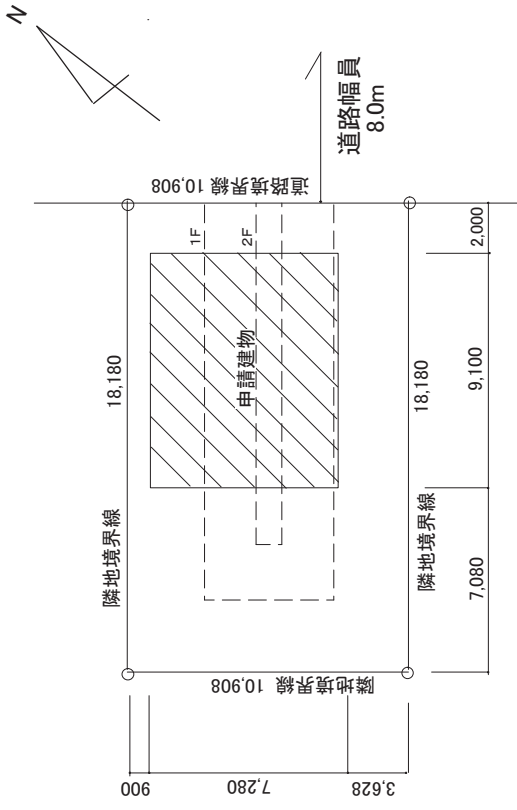 N
道路幅員
8.0m
道路境界線 10,908
1F
2F
申請建物
18,180
隣地境界線
18,180
隣地境界線
隣地境界線 10,908
2,000
9,100
7,080
900
7,280
3,628